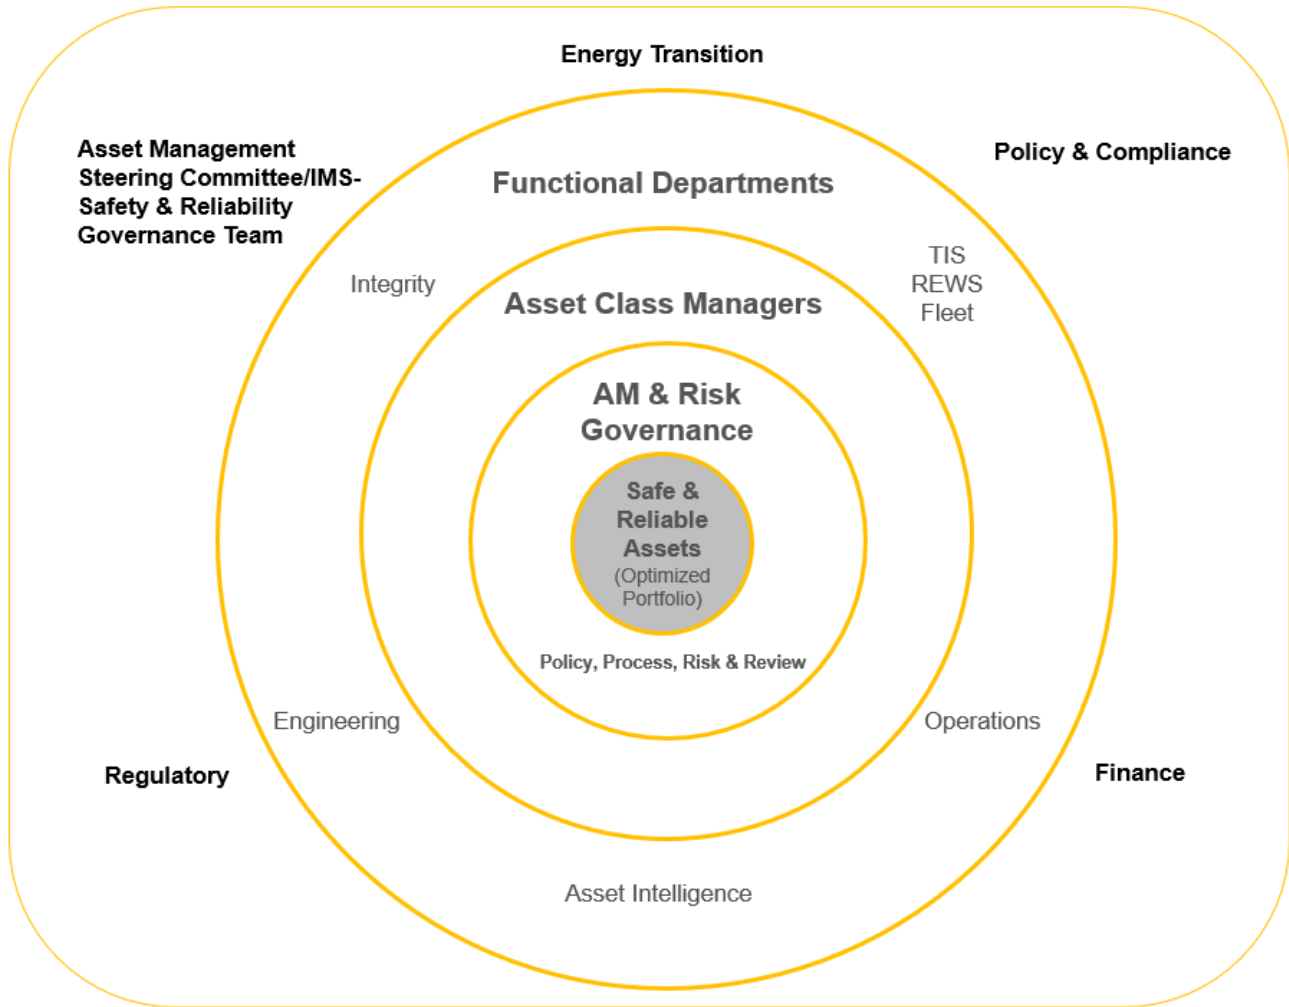 Energy Transition
Asset Management
Steering Committee/IMS-
Safety & Reliability
Governance Team
Policy & Compliance
Functional Departments
Integrity
TIS
REWS
Fleet
Asset Class Managers
AM & Risk
Governance
Safe &
Reliable
Assets
(Optimized
Portfolio)
Policy, Process, Risk & Review
Engineering
Operations
Regulatory
Finance
Asset Intelligence